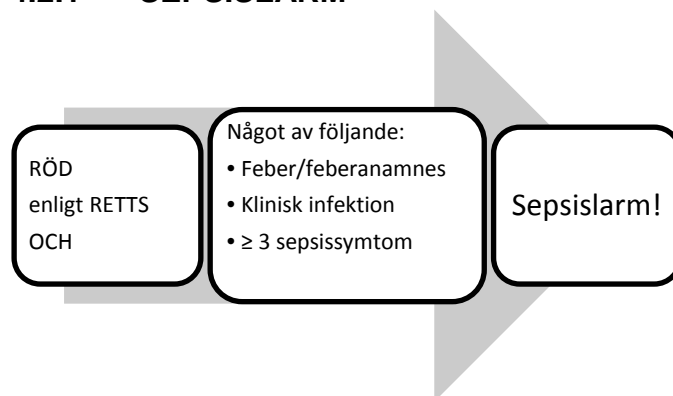 RÖD
enligt RETTS
OCH
Något av följande:
• Feber/feberanamnes
• Klinisk infektion
• ≥ 3 sepsissymtom
Sepsislarm!